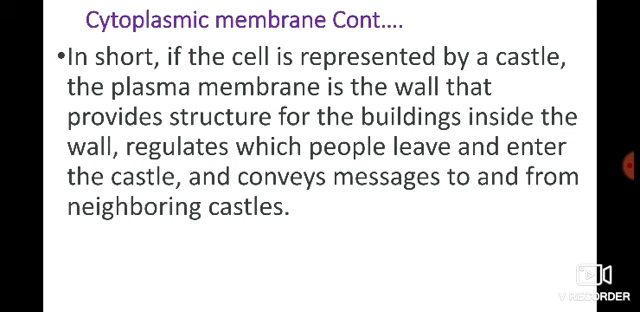 Cytoplasmic membrane Cont....
•In short, if the cell is represented by a castle,
the plasma membrane is the wall that
provides structure for the buildings inside the
wall, regulates which people leave and enter
the castle, and conveys messages to and from
neighboring castles.
V RECORDER